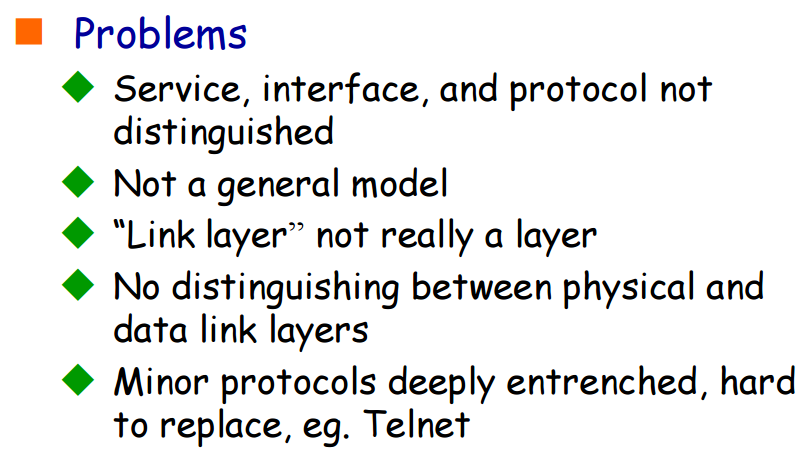 Problems
Service, interface, and protocol not
distinguished
Not a general model
“Link layer” not really a layer
No distinguishing between physical and
data link layers
Minor protocols deeply entrenched, hard
to replace, eg. Telnet